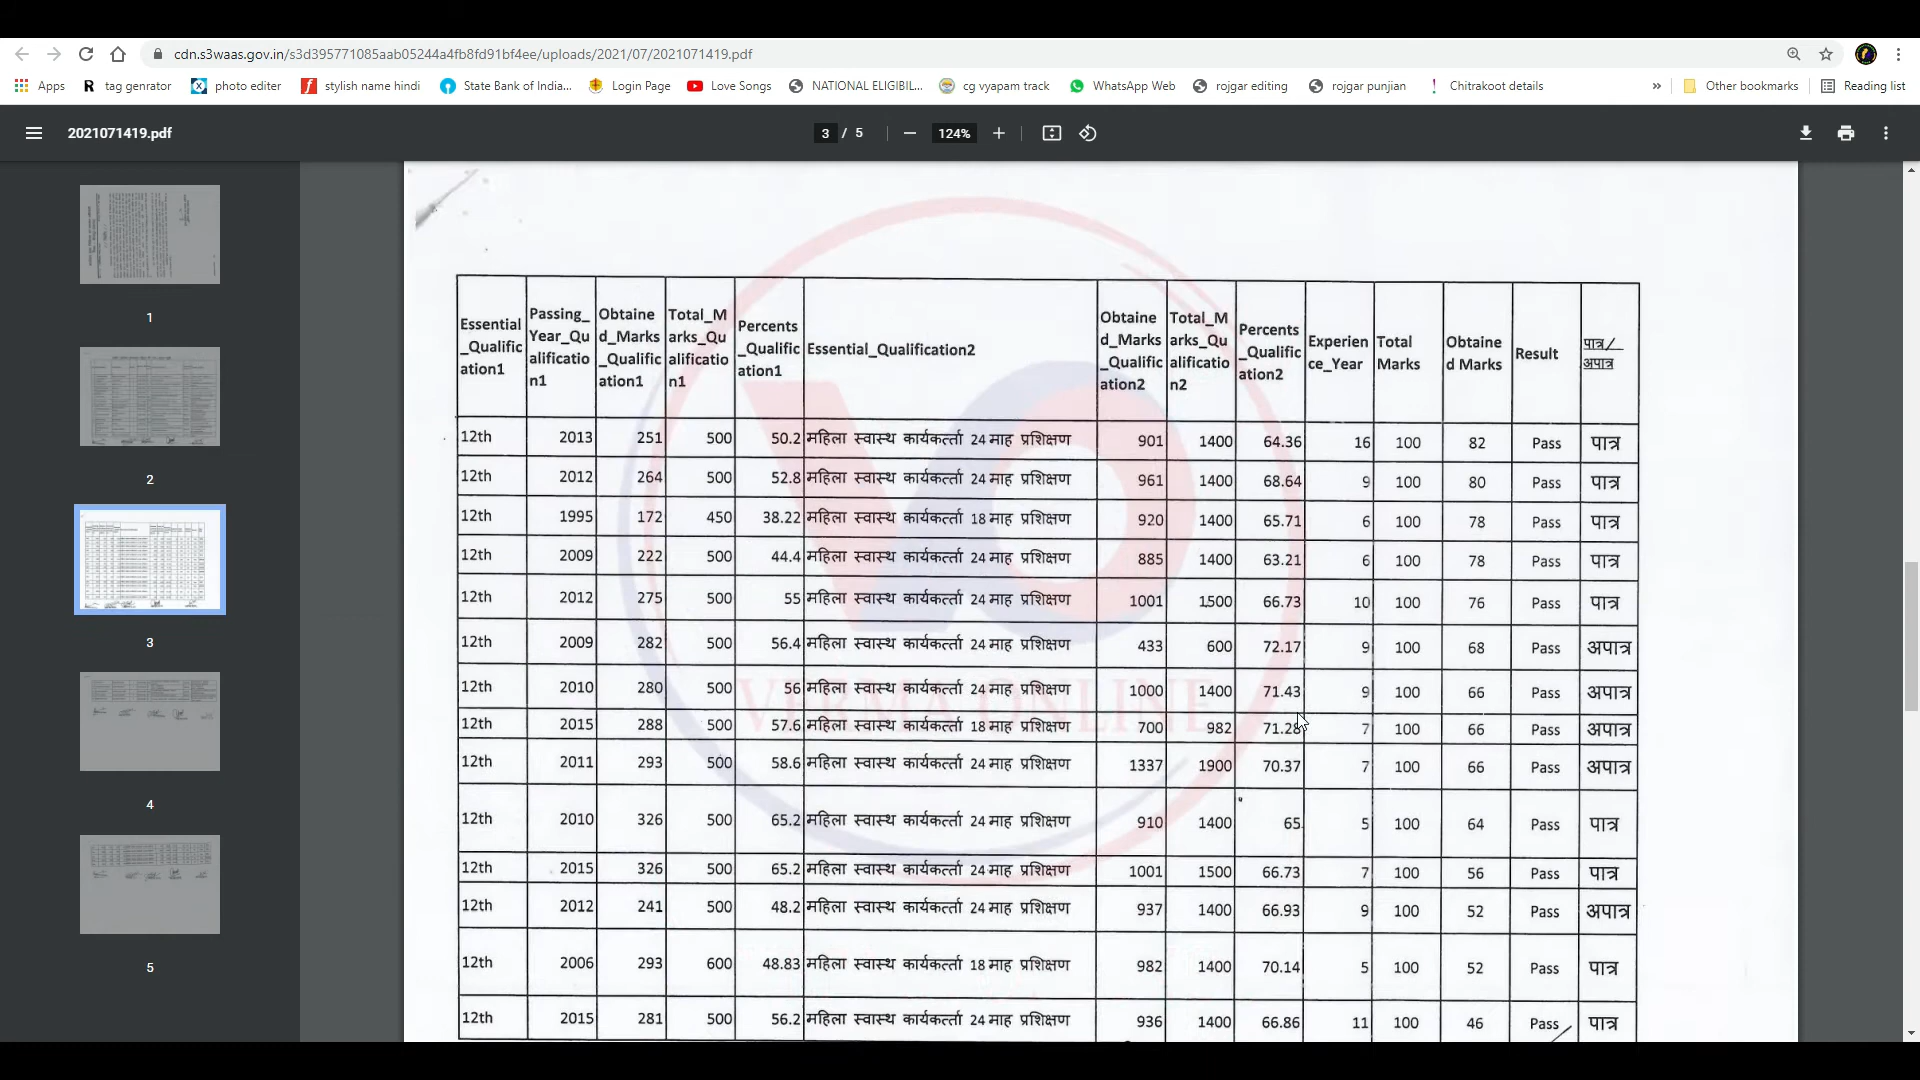 cdn.s3waas.gov.in/s3d395771085aab05244a4fb8fd91bf4ee/uploads/2021/07/2021071419.pdf
Apps tag genrator photo editer stylish name hindi State Bank of India... Login Page Love Songs NATIONAL ELIGIBIL... cg vyapam track WhatsApp Web rojgar editing rojgar punjian Chitrakoot details » Other bookmarks Reading list
2021071419.pdf 3 / 5 124%
1
2
3
4
5
Essential_Qualification1 Passing_Year_Qualification1 Obtained_Marks_Qualification1 Total_Marks_Qualification1 Percents_Qualification1 Essential_Qualification2 Obtained_Marks_Qualification2 Total_Marks_Qualification2 Percents_Qualification2 Experience_Year Total Marks Obtained Marks Result पात्र/अपात्र
12th 2013 251 500 50.2 महिला स्वास्थ कार्यकर्त्ता 24 माह प्रशिक्षण 901 1400 64.36 16 100 82 Pass पात्र
12th 2012 264 500 52.8 महिला स्वास्थ कार्यकर्त्ता 24 माह प्रशिक्षण 961 1400 68.64 9 100 80 Pass पात्र
12th 1995 172 450 38.22 महिला स्वास्थ कार्यकर्त्ता 18 माह प्रशिक्षण 920 1400 65.71 6 100 78 Pass पात्र
12th 2009 222 500 44.4 महिला स्वास्थ कार्यकर्त्ता 24 माह प्रशिक्षण 885 1400 63.21 6 100 78 Pass पात्र
12th 2012 275 500 55 महिला स्वास्थ कार्यकर्त्ता 24 माह प्रशिक्षण 1001 1500 66.73 10 100 76 Pass पात्र
12th 2009 282 500 56.4 महिला स्वास्थ कार्यकर्त्ता 24 माह प्रशिक्षण 433 600 72.17 9 100 68 Pass अपात्र
12th 2010 280 500 56 महिला स्वास्थ कार्यकर्त्ता 24 माह प्रशिक्षण 1000 1400 71.43 9 100 66 Pass अपात्र
VERMA ONLINE
12th 2015 288 500 57.6 महिला स्वास्थ कार्यकर्त्ता 18 माह प्रशिक्षण 700 982 71.28 7 100 66 Pass अपात्र
12th 2011 293 500 58.6 महिला स्वास्थ कार्यकर्त्ता 24 माह प्रशिक्षण 1337 1900 70.37 7 100 66 Pass अपात्र
12th 2010 326 500 65.2 महिला स्वास्थ कार्यकर्त्ता 24 माह प्रशिक्षण 910 1400 65 5 100 64 Pass पात्र
12th 2015 326 500 65.2 महिला स्वास्थ कार्यकर्त्ता 24 माह प्रशिक्षण 1001 1500 66.73 7 100 56 Pass पात्र
12th 2012 241 500 48.2 महिला स्वास्थ कार्यकर्त्ता 24 माह प्रशिक्षण 937 1400 66.93 9 100 52 Pass अपात्र
12th 2006 293 600 48.83 महिला स्वास्थ कार्यकर्त्ता 18 माह प्रशिक्षण 982 1400 70.14 5 100 52 Pass पात्र
12th 2015 281 500 56.2 महिला स्वास्थ कार्यकर्त्ता 24 माह प्रशिक्षण 936 1400 66.86 11 100 46 Pass पात्र